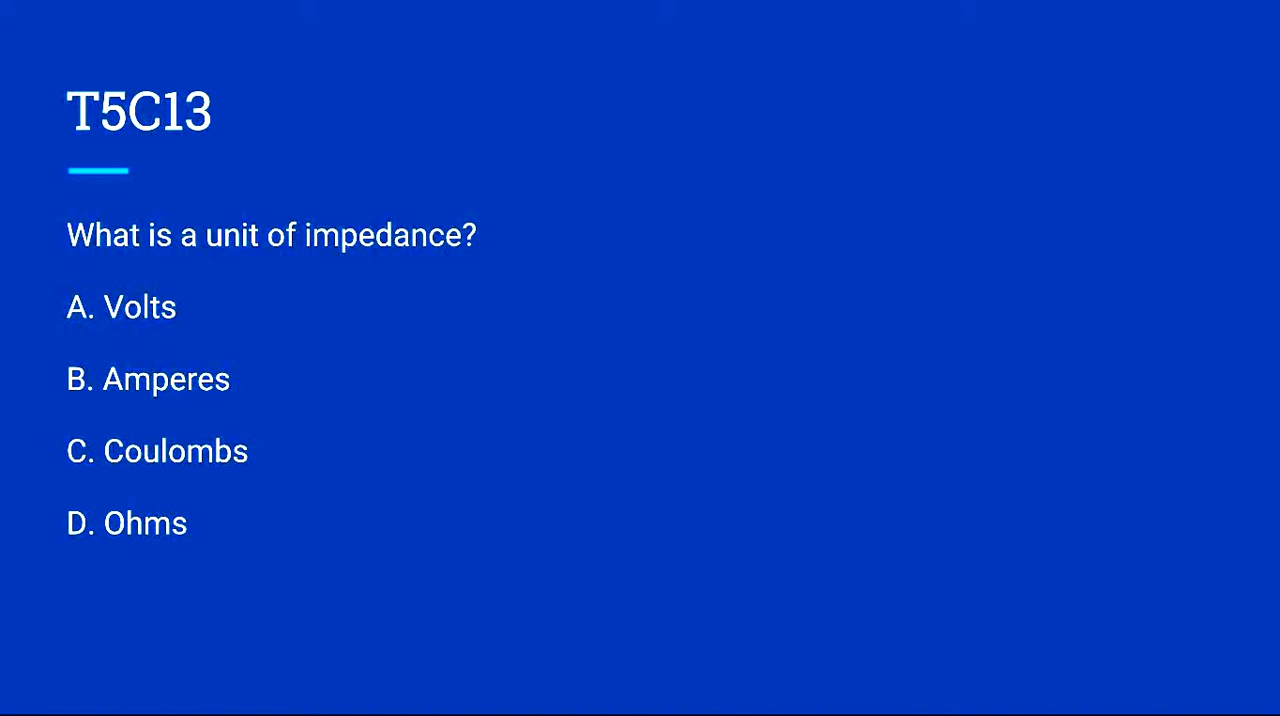 T5C13
What is a unit of impedance?
A. Volts
B. Amperes
C. Coulombs
D. Ohms